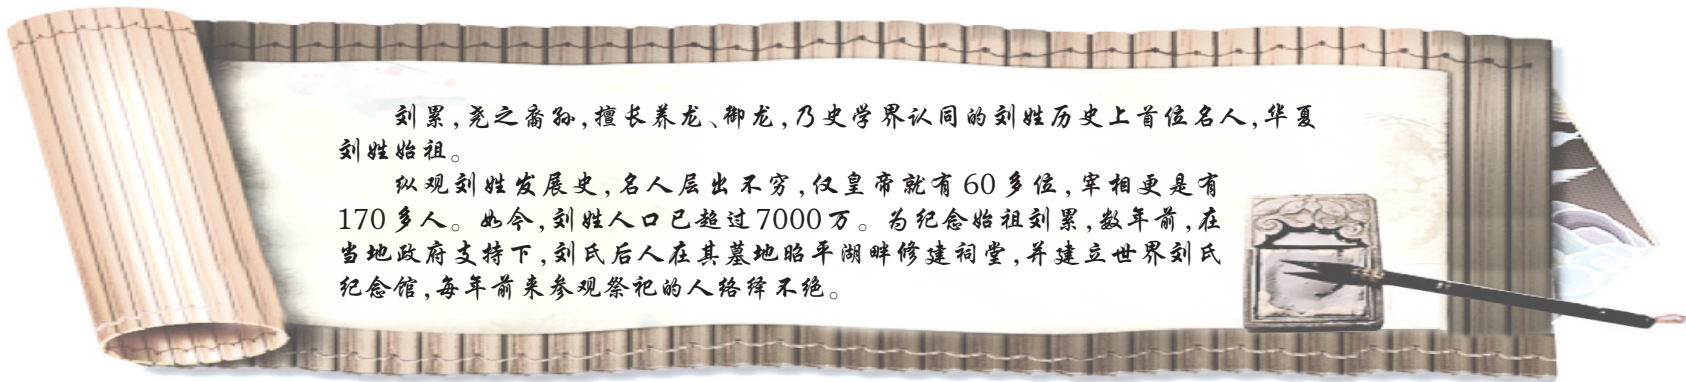 刘累,尧之裔孙,擅长养龙、御龙,乃史学界认同的刘姓历史上首位名人,华夏
刘姓始祖。
纵观刘姓发展史,名人层出不穷,仅皇帝就有60多位,宰相更是有
170多人。如今,刘姓人口已超过7000万。为纪念始祖刘累,数年前,在
当地政府支持下,刘氏后人在其墓地昭平湖畔修建祠堂,并建立世界刘氏
纪念馆,每年前来参观祭祀的人络绎不绝。